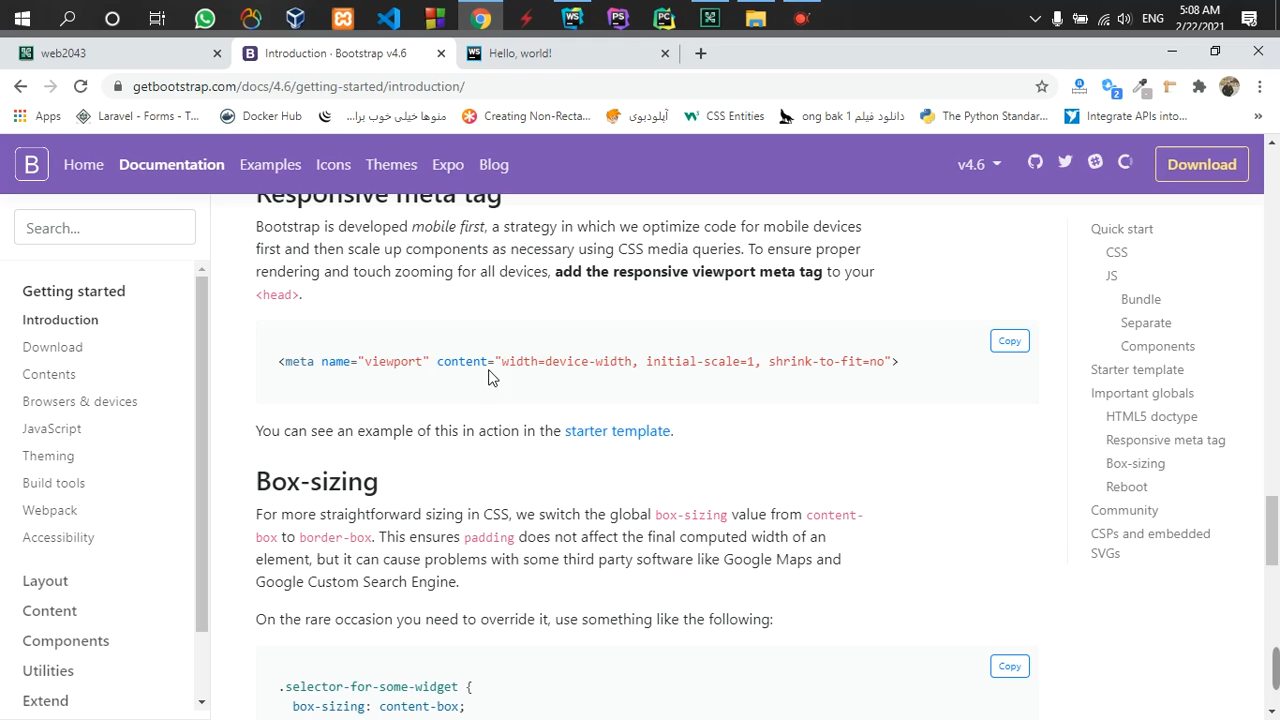 ENG
5:08 AM
2/22/2021
web2043
Introduction · Bootstrap v4.6
Hello, world!
getbootstrap.com/docs/4.6/getting-started/introduction/
2
Apps
Laravel - Forms - T...
Docker Hub
منوها خیلی خوب بَرا...
Creating Non-Recta...
آپلودبوی
CSS Entities
دانلود فیلم ong bak 1
The Python Standar...
Integrate APIs into...
»
B
Home
Documentation
Examples
Icons
Themes
Expo
Blog
v4.6
Download
Search...
Getting started
Introduction
Download
Contents
Browsers & devices
JavaScript
Theming
Build tools
Webpack
Accessibility
Layout
Content
Components
Utilities
Extend
Responsive meta tag
Bootstrap is developed mobile first, a strategy in which we optimize code for mobile devices
first and then scale up components as necessary using CSS media queries. To ensure proper
rendering and touch zooming for all devices, add the responsive viewport meta tag to your
<head>.
Copy
<meta name="viewport" content="width=device-width, initial-scale=1, shrink-to-fit=no">
You can see an example of this in action in the starter template.
Box-sizing
For more straightforward sizing in CSS, we switch the global box-sizing value from content-
box to border-box. This ensures padding does not affect the final computed width of an
element, but it can cause problems with some third party software like Google Maps and
Google Custom Search Engine.
On the rare occasion you need to override it, use something like the following:
Copy
.selector-for-some-widget {
box-sizing: content-box;
Quick start
CSS
JS
Bundle
Separate
Components
Starter template
Important globals
HTML5 doctype
Responsive meta tag
Box-sizing
Reboot
Community
CSPs and embedded
SVGs